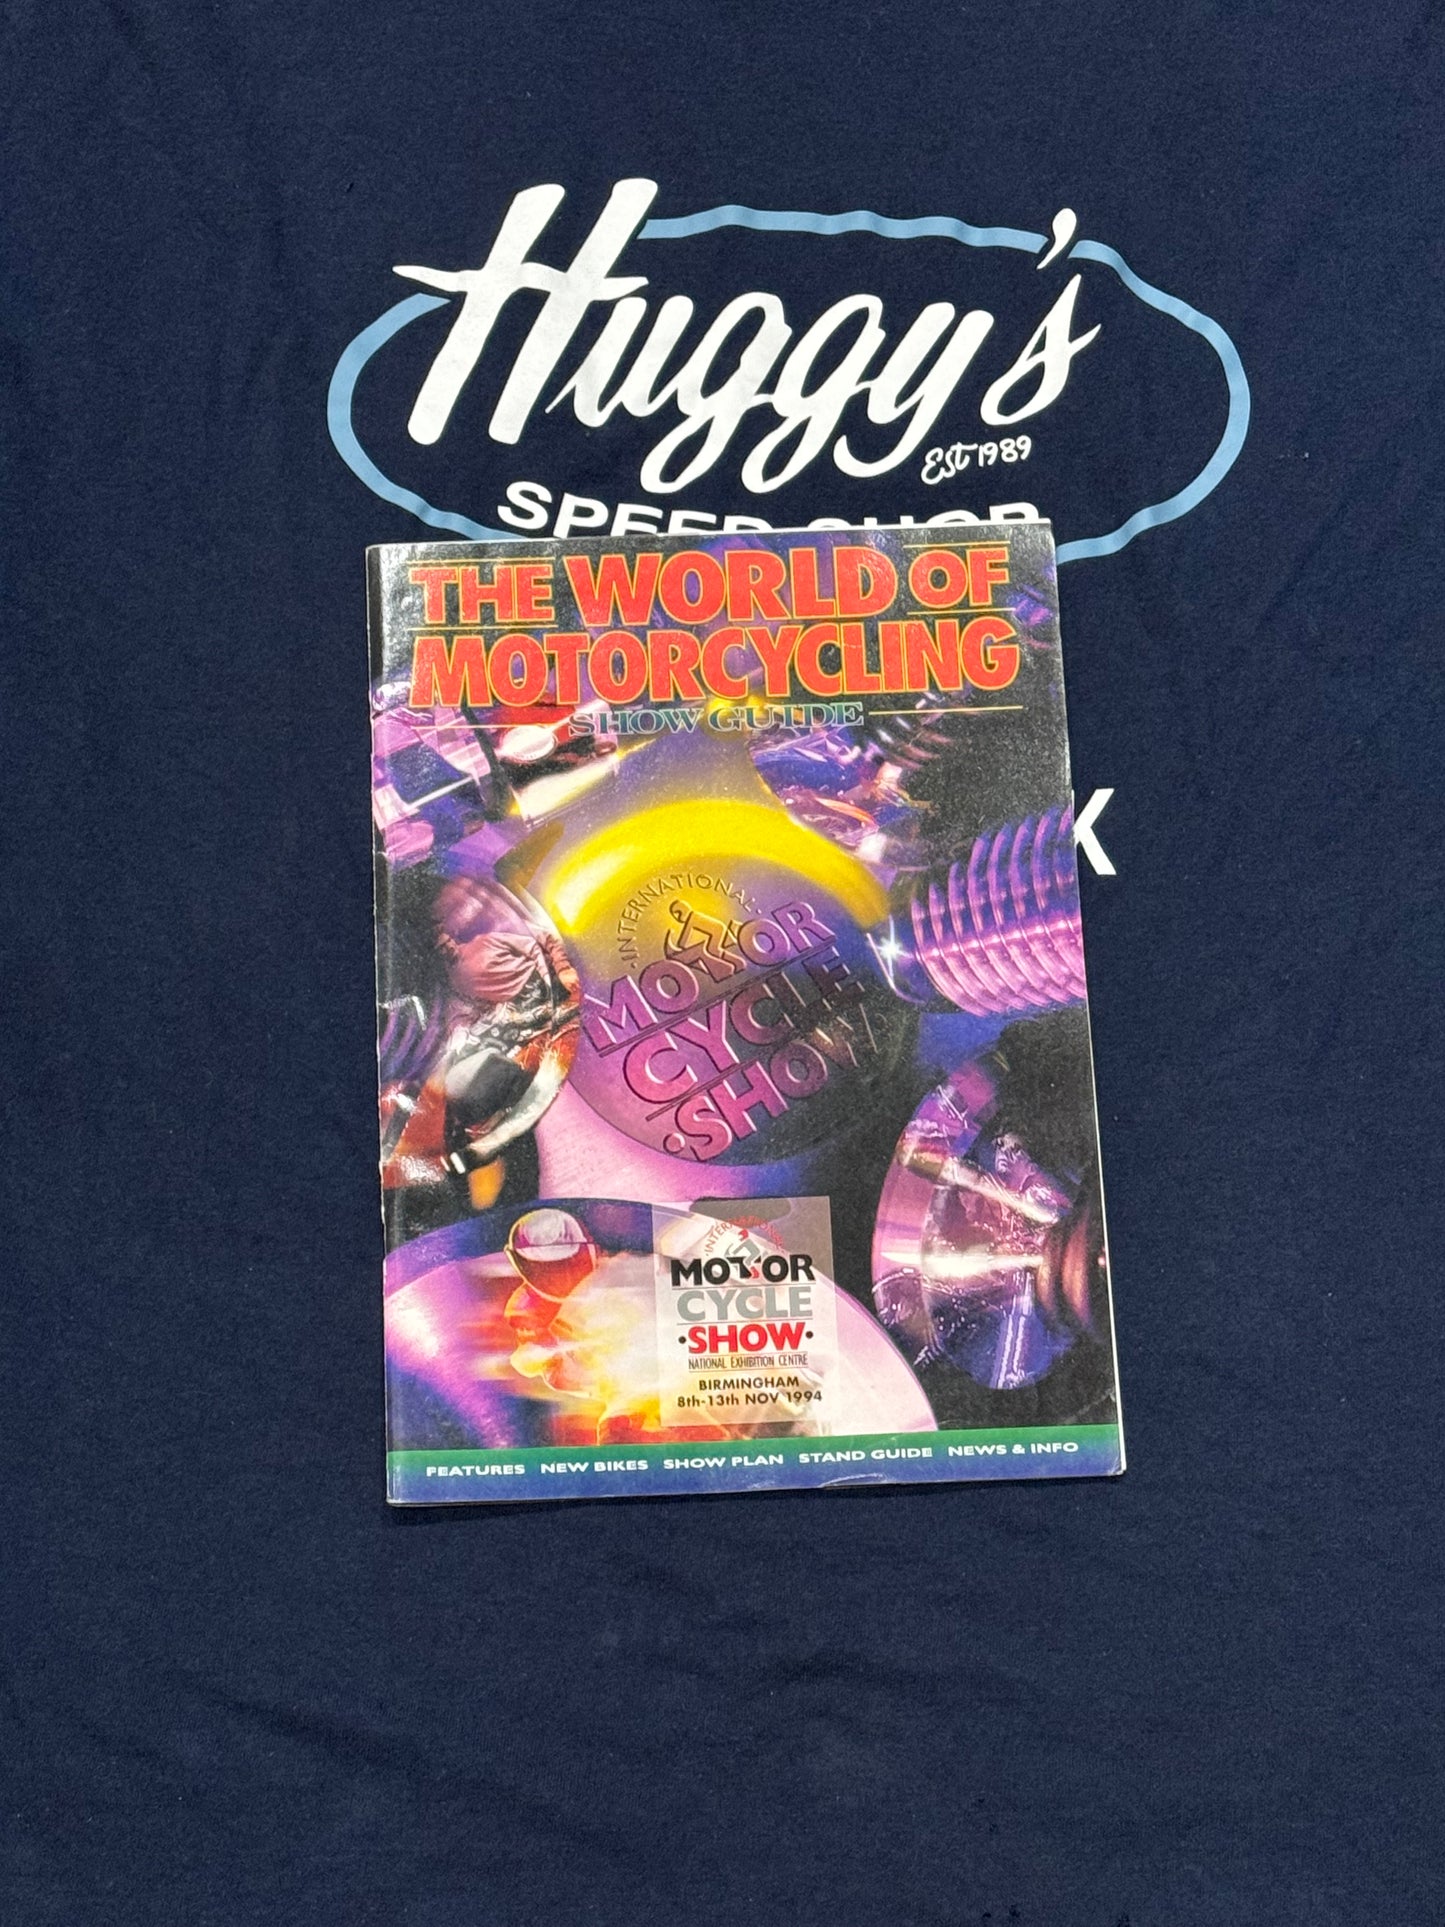 Huggy's
Est 1989
SPEED SHOP
K
THE WORLD OF
MOTORCYCLING
SHOW GUIDE
·INTERNATIONAL·
MOTOR
CYCLE
·SHOW·
·INTERNATIONAL·
MOTOR
CYCLE
·SHOW·
NATIONAL EXHIBITION CENTRE
BIRMINGHAM
8th-13th NOV 1994
FEATURES NEW BIKES SHOW PLAN STAND GUIDE NEWS & INFO